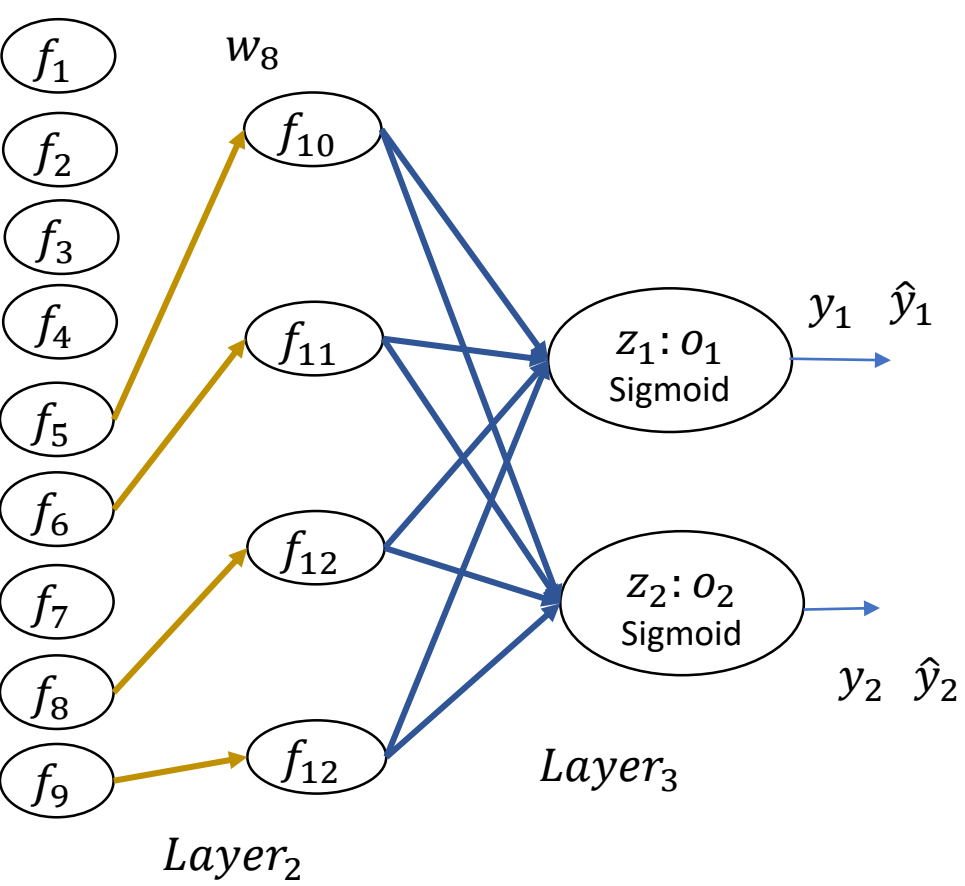 f₁
f₂
f₃
f₄
f₅
f₆
f₇
f₈
f₉
w₈
f₁₀
f₁₁
f₁₂
f₁₂
Layer₂
z₁: o₁
Sigmoid
z₂: o₂
Sigmoid
Layer₃
y₁ ŷ₁
y₂ ŷ₂